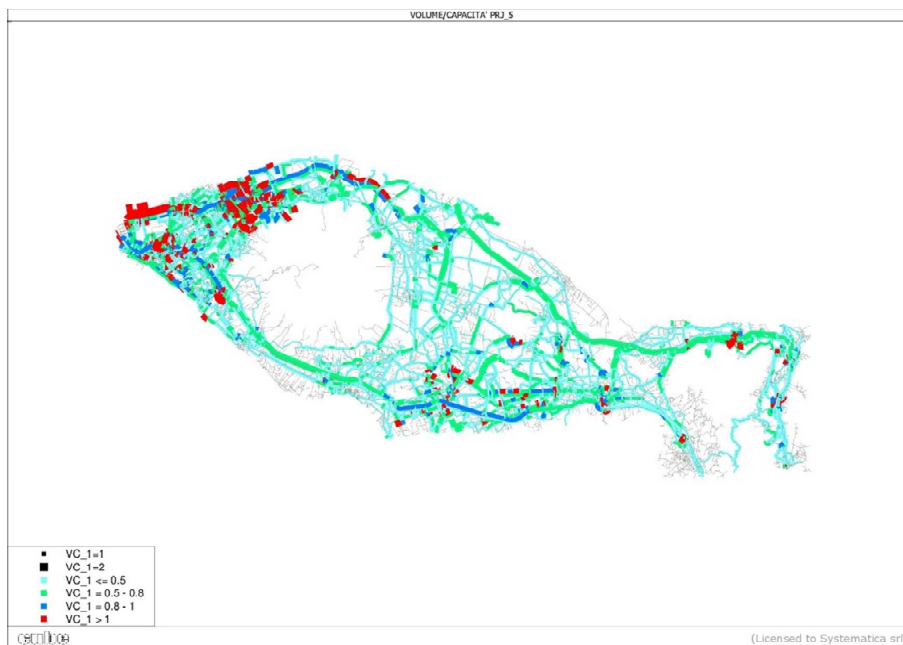 VOLUME/CAPACITA' PRJ_5
VC_1=1
VC_1=2
VC_1 <= 0.5
VC_1 = 0.5 - 0.8
VC_1 = 0.8 - 1
VC_1 > 1
(Licensed to Systematica srl